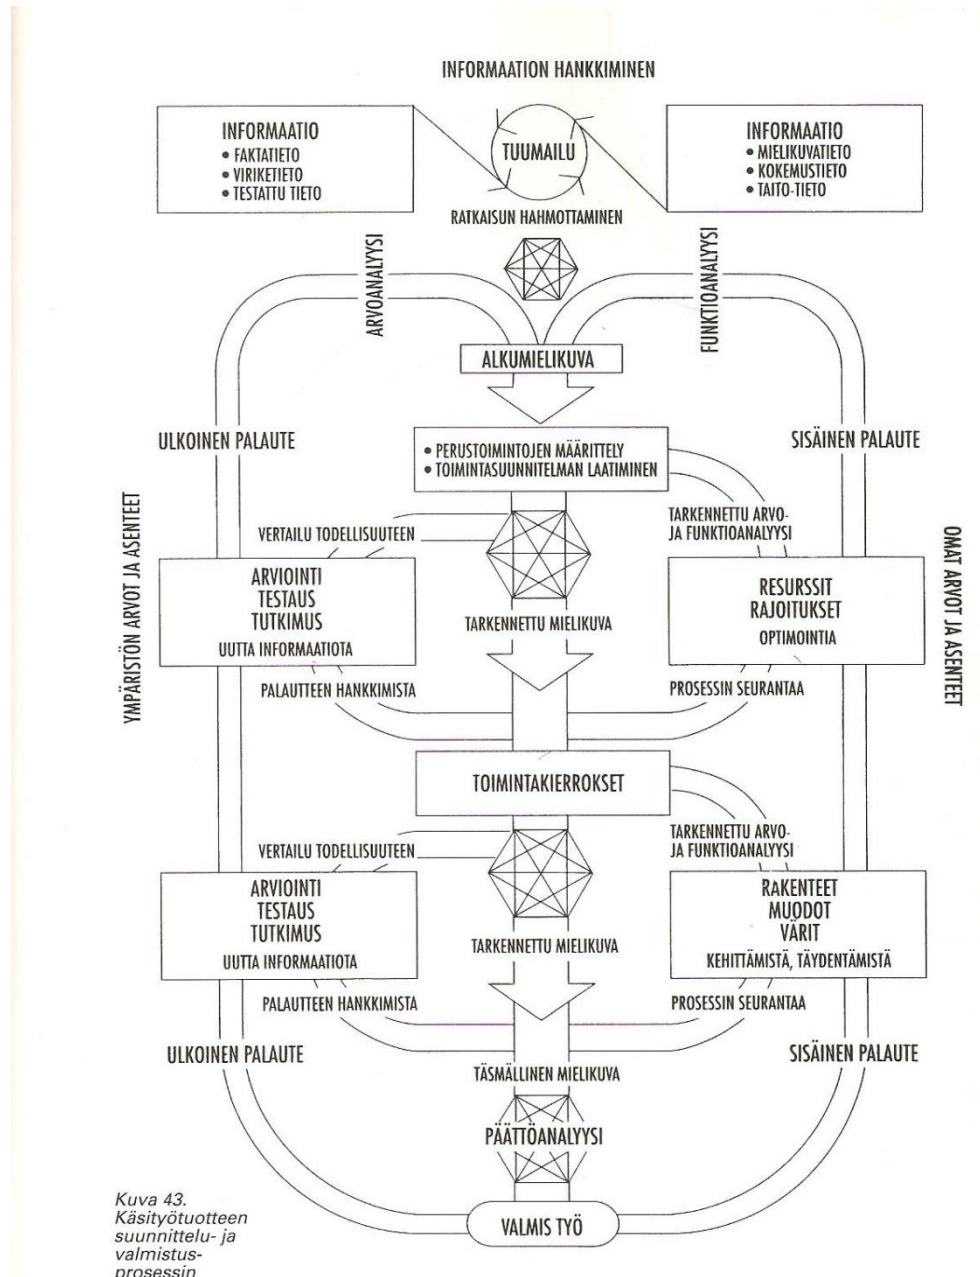 INFORMAATION HANKKIMINEN
INFORMAATIO
• FAKTATIETO
• VIRIKETIETO
• TESTATTU TIETO
TUUMAILU
INFORMAATIO
• MIELIKUVATIETO
• KOKEMUSTIETO
• TAITO-TIETO
RATKAISUN HAHMOTTAMINEN
ARVOANALYYSI
FUNKTIOANALYYSI
ALKUMIELIKUVA
ULKOINEN PALAUTE
SISÄINEN PALAUTE
• PERUSTOIMINTOJEN MÄÄRITTELY
• TOIMINTASUUNNITELMAN LAATIMINEN
YMPÄRISTÖN ARVOT JA ASENTEET
OMAT ARVOT JA ASENTEET
VERTAILU TODELLISUUTEEN
TARKENNETTU ARVO-
JA FUNKTIOANALYYSI
ARVIOINTI
TESTAUS
TUTKIMUS
UUTTA INFORMAATIOTA
TARKENNETTU MIELIKUVA
RESURSSIT
RAJOITUKSET
OPTIMOINTIA
PALAUTTEEN HANKKIMISTA
PROSESSIN SEURANTAA
TOIMINTAKIERROKSET
VERTAILU TODELLISUUTEEN
TARKENNETTU ARVO-
JA FUNKTIOANALYYSI
ARVIOINTI
TESTAUS
TUTKIMUS
UUTTA INFORMAATIOTA
TARKENNETTU MIELIKUVA
RAKENTEET
MUODOT
VÄRIT
KEHITTÄMISTÄ, TÄYDENTÄMISTÄ
PALAUTTEEN HANKKIMISTA
PROSESSIN SEURANTAA
ULKOINEN PALAUTE
SISÄINEN PALAUTE
TÄSMÄLLINEN MIELIKUVA
PÄÄTTÖANALYYSI
VALMIS TYÖ
Kuva 43.
Käsityötuotteen
suunnittelu- ja
valmistus-
prosessin